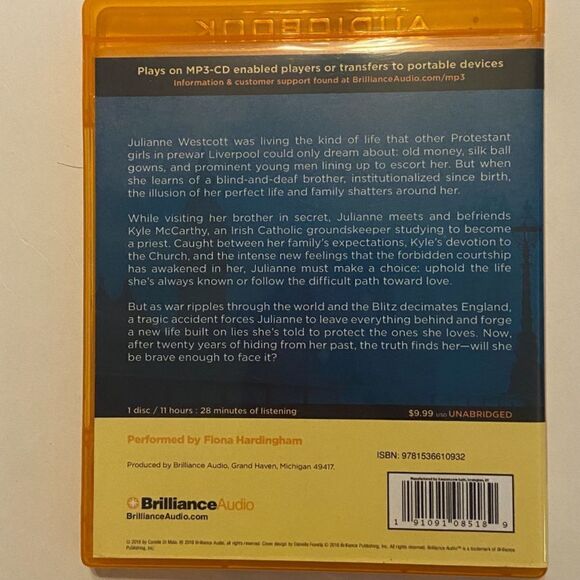 AUDIOBOOK
Plays on MP3-CD enabled players or transfers to portable devices
Information & customer support found at BrillianceAudio.com/mp3
Julianne Westcott was living the kind of life that other Protestant
girls in prewar Liverpool could only dream about: old money, silk ball
gowns, and prominent young men lining up to escort her. But when
she learns of a blind-and-deaf brother, institutionalized since birth,
the illusion of her perfect life and family shatters around her.
While visiting her brother in secret, Julianne meets and befriends
Kyle McCarthy, an Irish Catholic groundskeeper studying to become
a priest. Caught between her family's expectations, Kyle's devotion to
the Church, and the intense new feelings that the forbidden courtship
has awakened in her, Julianne must make a choice: uphold the life
she's always known or follow the difficult path toward love.
But as war ripples through the world and the Blitz decimates England,
a tragic accident forces Julianne to leave everything behind and forge
a new life built on lies she's told to protect the ones she loves. Now,
after twenty years of hiding from her past, the truth finds her—will she
be brave enough to face it?
1 disc / 11 hours : 28 minutes of listening
$9.99 USD UNABRIDGED
Performed by Fiona Hardingham
ISBN: 9781536610932
Produced by Brilliance Audio, Grand Haven, Michigan 49417.
BrillianceAudio
BrillianceAudio.com
1 91091 08518 9
Publishing, Inc.